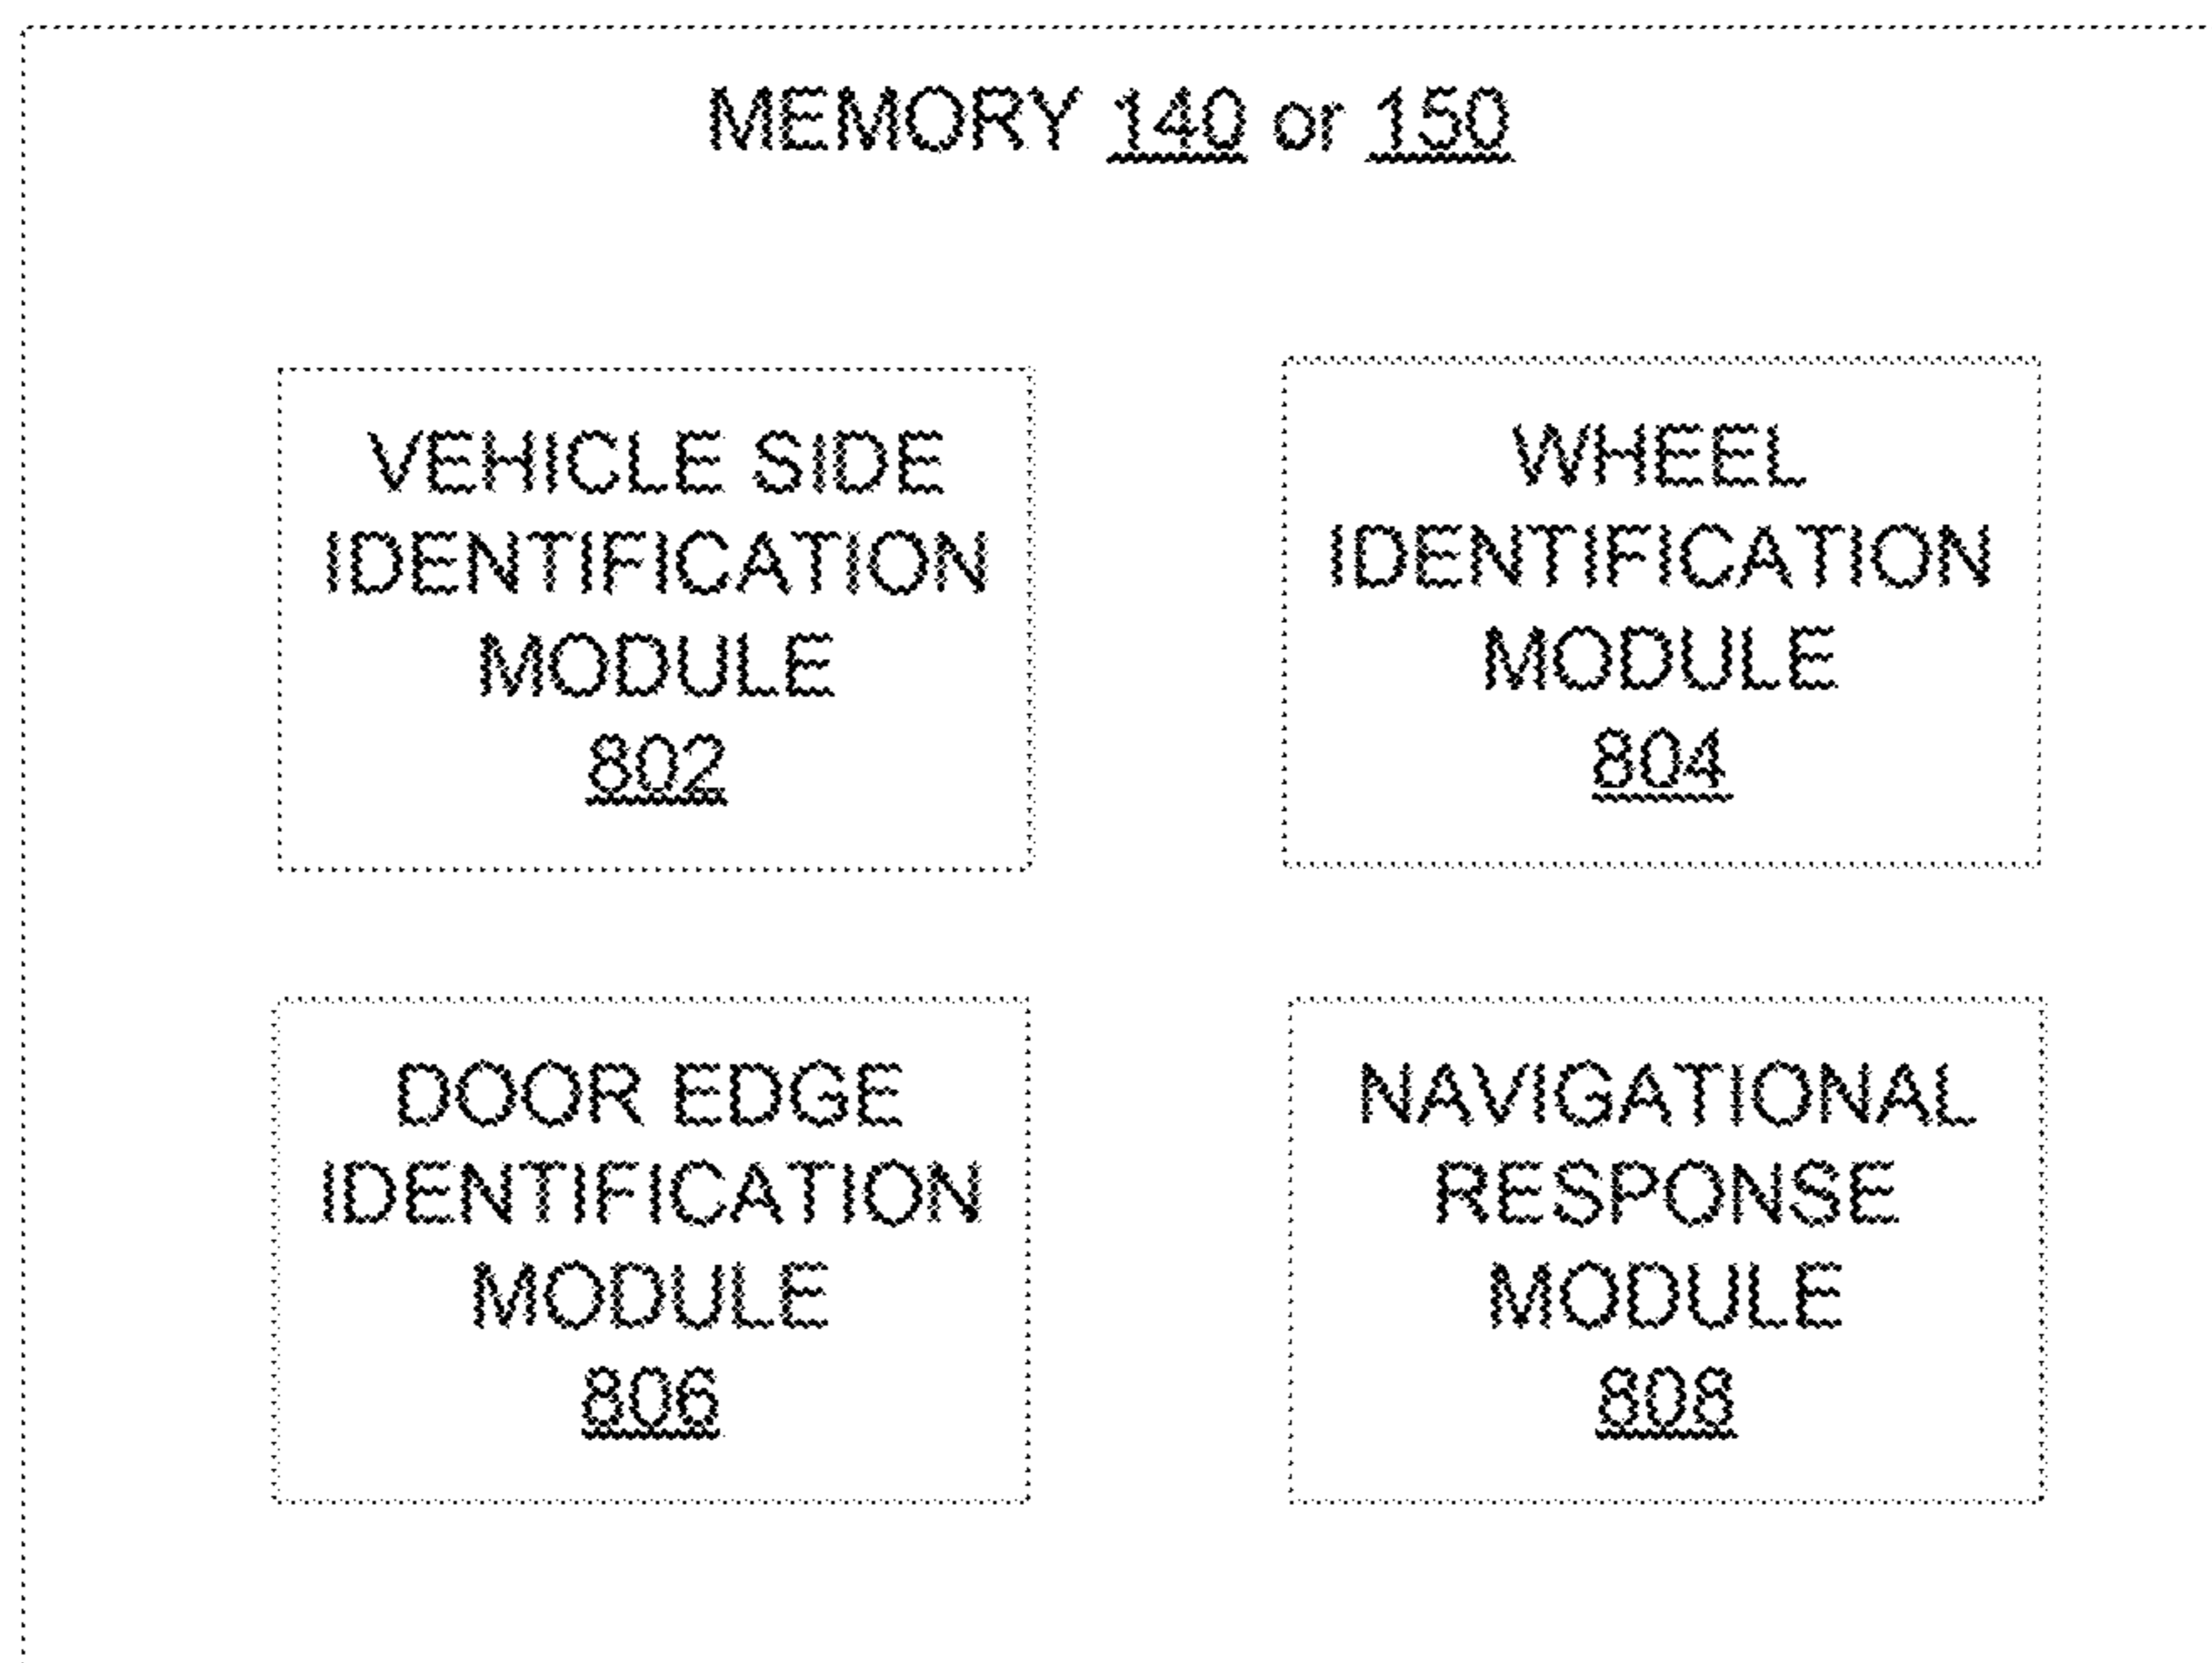 MEMORY 140 or 150
VEHICLE SIDE
IDENTIFICATION
MODULE
802
WHEEL
IDENTIFICATION
MODULE
804
DOOR EDGE
IDENTIFICATION
MODULE
806
NAVIGATIONAL
RESPONSE
MODULE
808